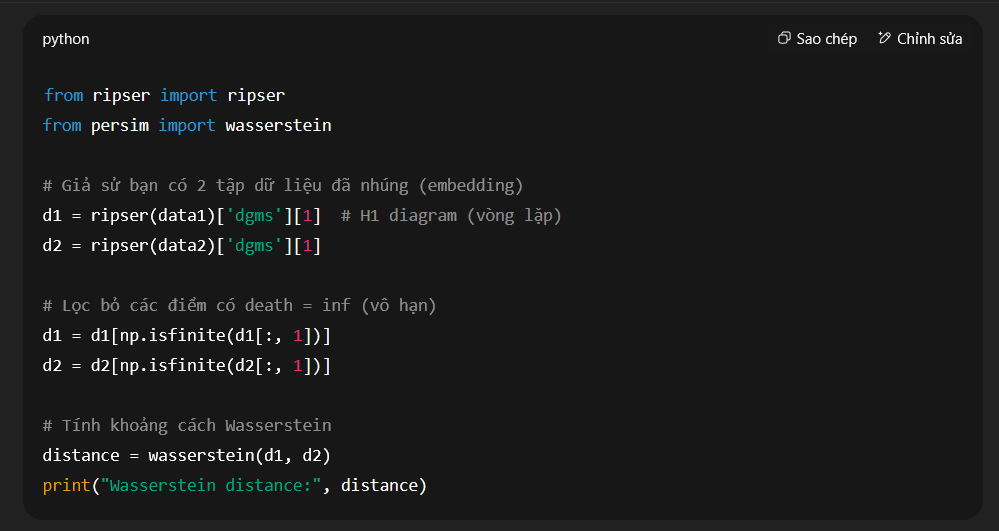 python
Sao chép
Chỉnh sửa
from ripser import ripser
from persim import wasserstein
# Giả sử bạn có 2 tập dữ liệu đã nhúng (embedding)
d1 = ripser(data1)['dgms'][1]  # H1 diagram (vòng lặp)
d2 = ripser(data2)['dgms'][1]
# Lọc bỏ các điểm có death = inf (vô hạn)
d1 = d1[np.isfinite(d1[:, 1])]
d2 = d2[np.isfinite(d2[:, 1])]
# Tính khoảng cách Wasserstein
distance = wasserstein(d1, d2)
print("Wasserstein distance:", distance)